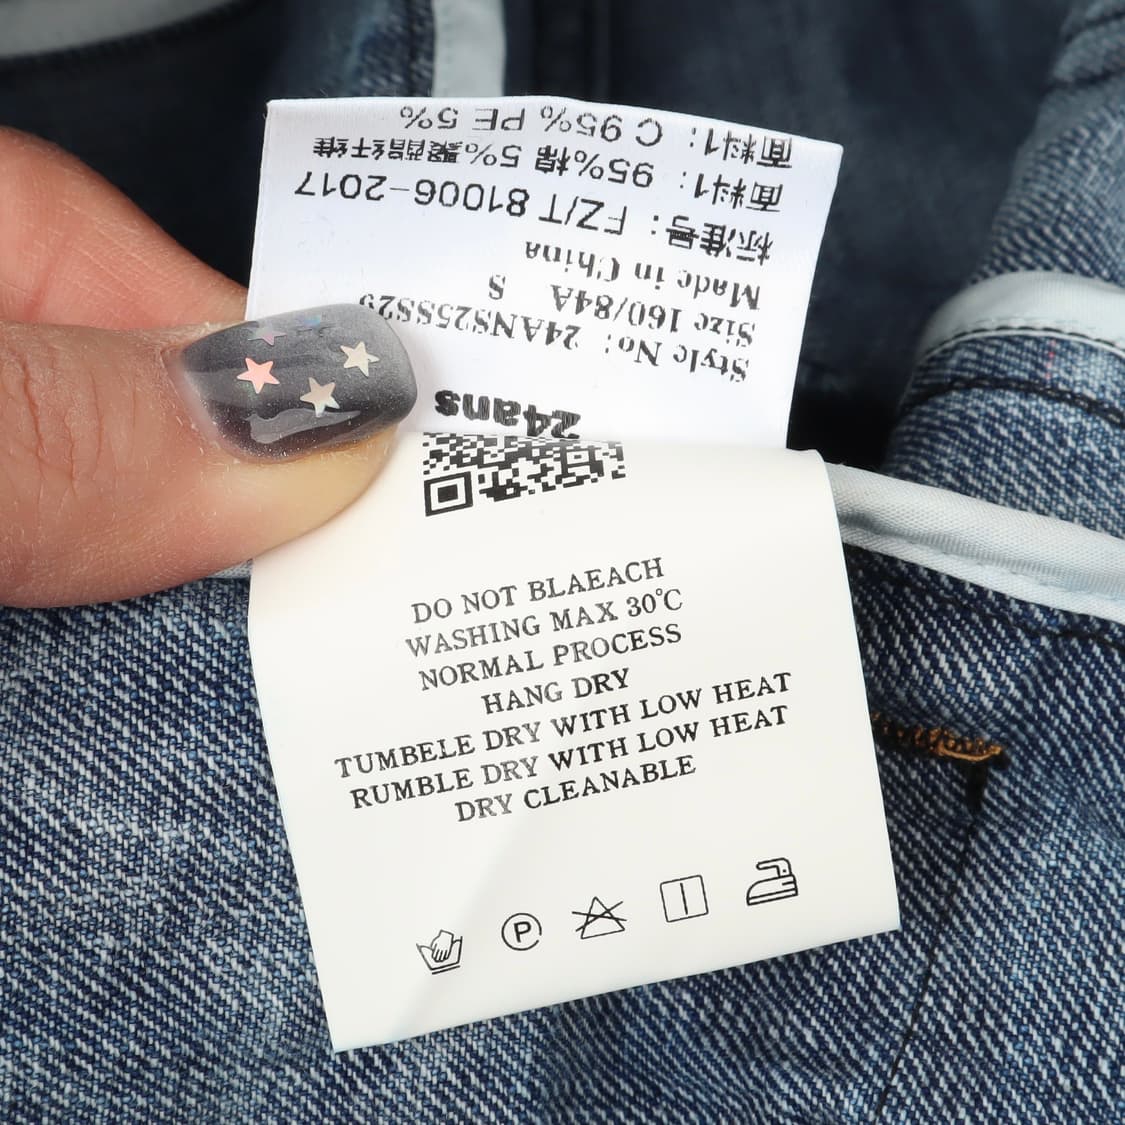 24ans
Style No: 24ANS25SS29
Size 160/84A S
Made in China
标准号：FZ/T 81006-2017
面料1：95%棉 5%聚酯纤维
面料1：C 95% PE 5%
DO NOT BLAEACH
WASHING MAX 30℃
NORMAL PROCESS
HANG DRY
TUMBELE DRY WITH LOW HEAT
RUMBLE DRY WITH LOW HEAT
DRY CLEANABLE
P